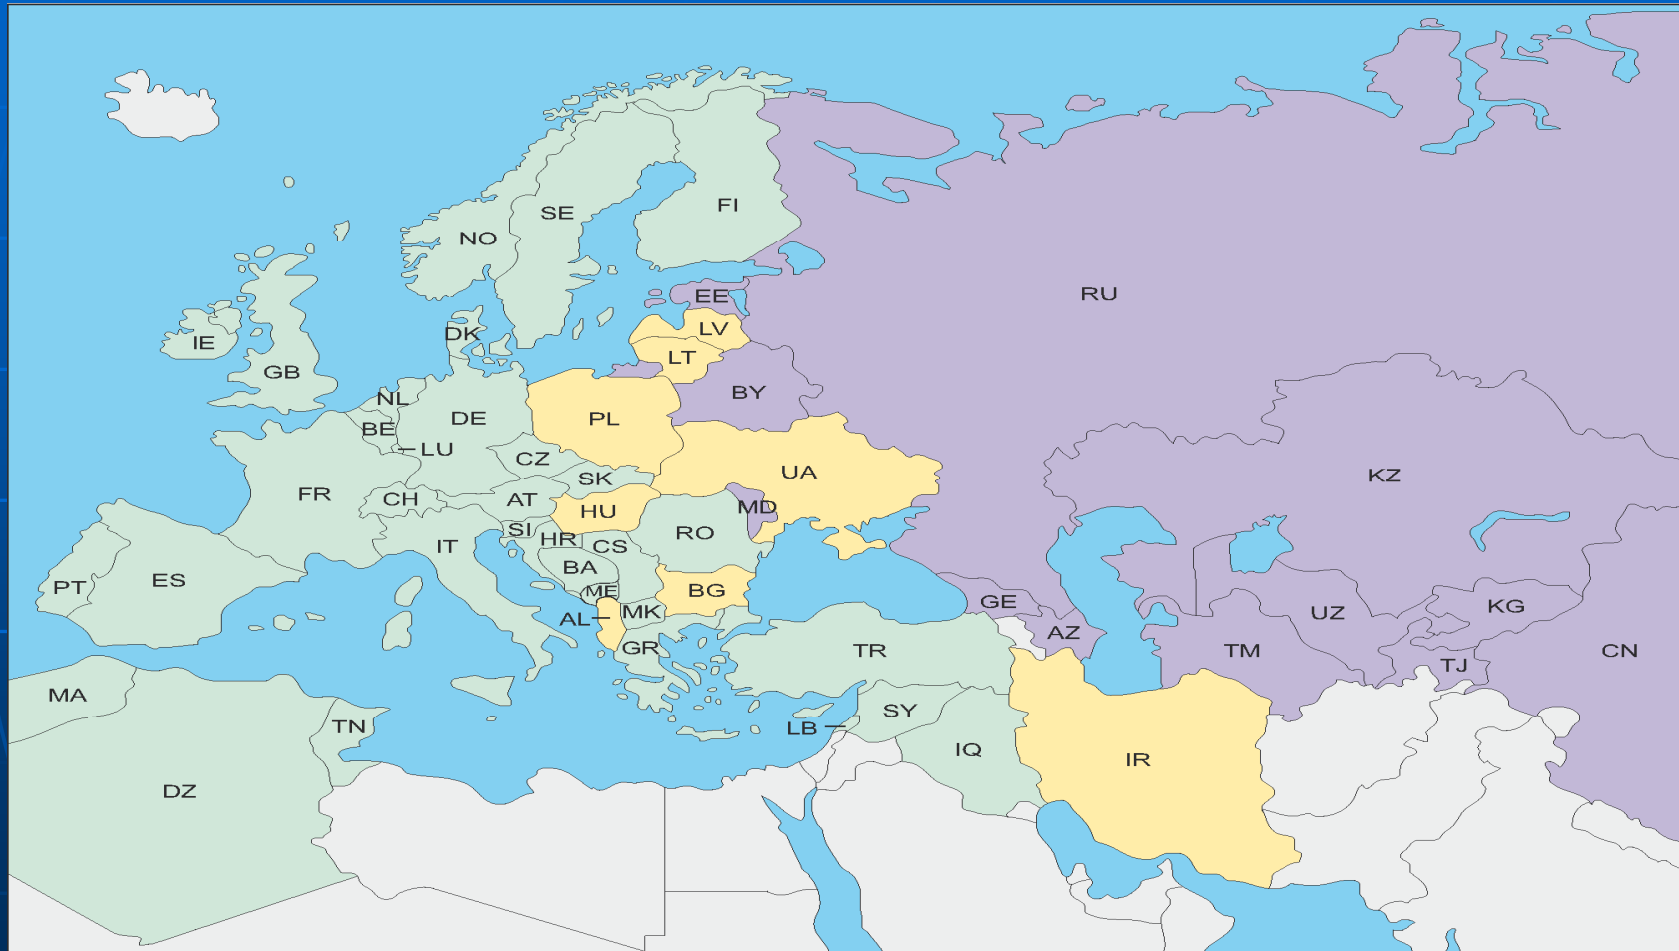 FI
SE
NO
RU
EE
LV
DK
IE
LT
GB
BY
NL
DE
PL
BE
LU
CZ
UA
KZ
SK
FR
CH
AT
MD
HU
SI
RO
HR
CS
IT
BA
ES
PT
ME
BG
GE
KG
MK
UZ
AL
AZ
GR
TR
TM
CN
TJ
MA
SY
TN
LB
IQ
IR
DZ